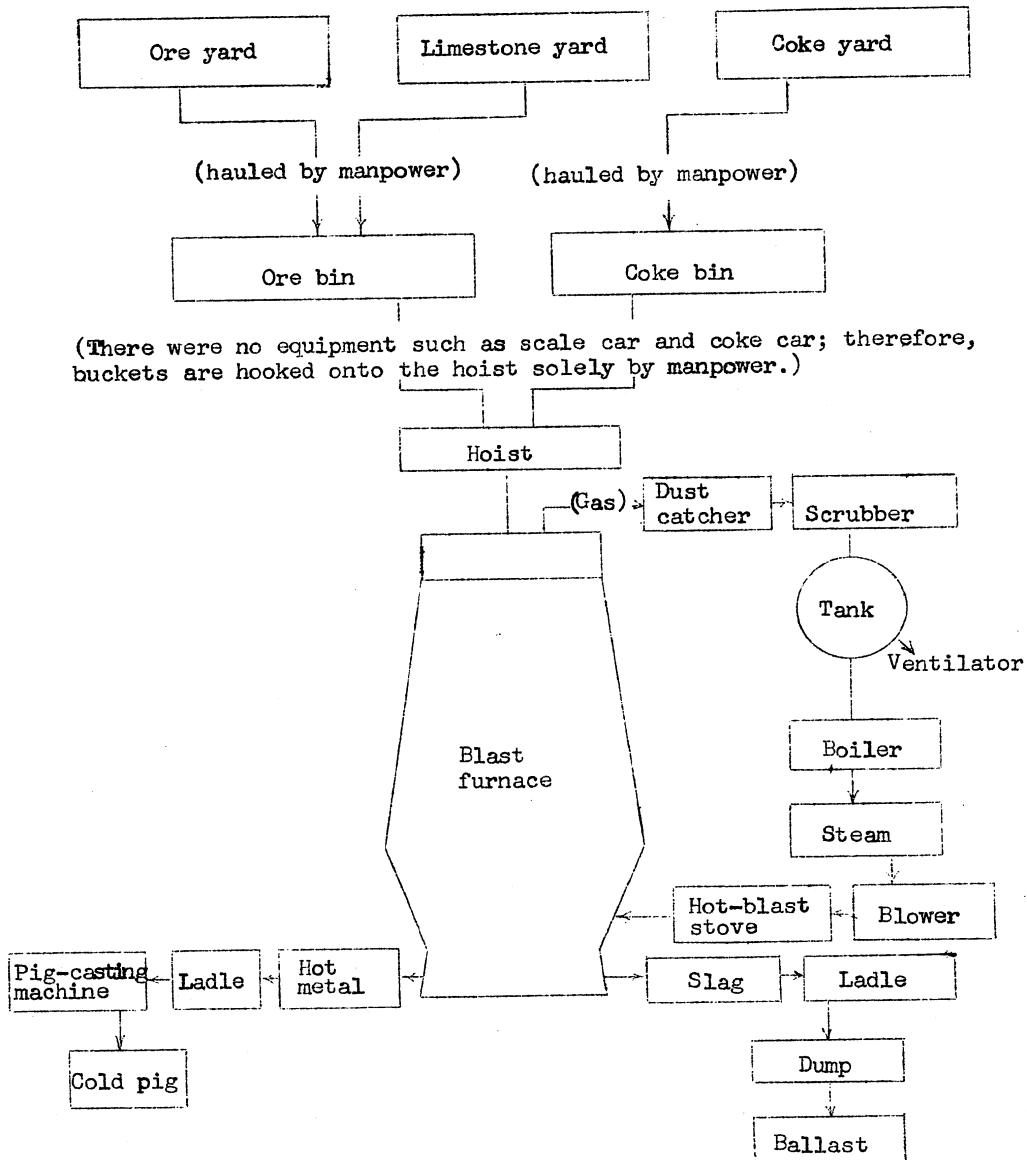 Ore yard
Limestone yard
Coke yard
(hauled by manpower)
(hauled by manpower)
Ore bin
Coke bin
(There were no equipment such as scale car and coke car; therefore,
buckets are hooked onto the hoist solely by manpower.)
Hoist
(Gas)
Dust
catcher
Scrubber
Tank
Ventilator
Blast
furnace
Boiler
Steam
Hot-blast
stove
Blower
Pig-casting
machine
Ladle
Hot
metal
Slag
Ladle
Cold pig
Dump
Ballast